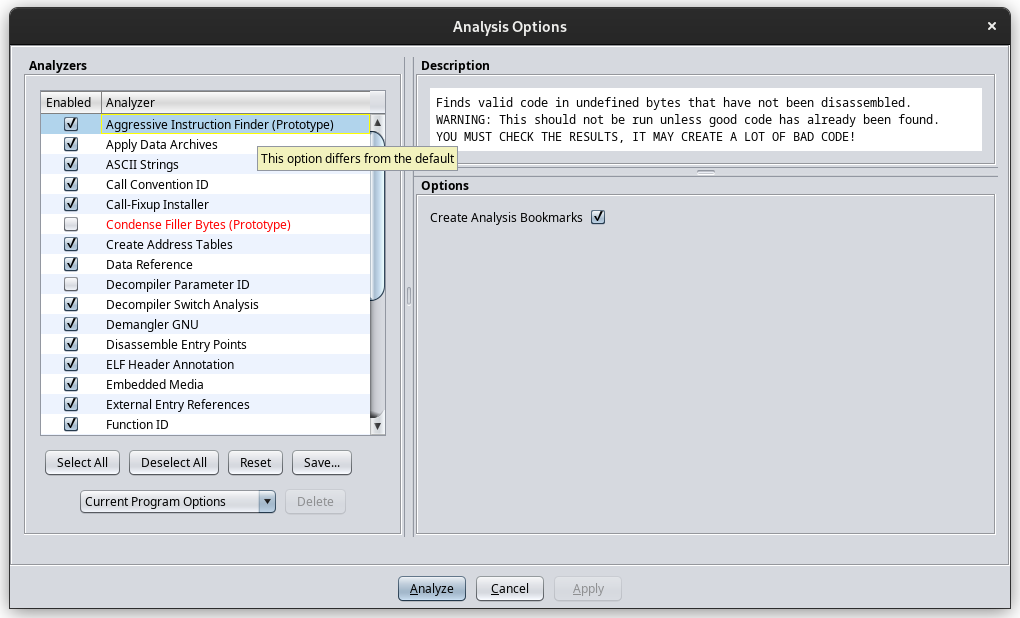 Analysis Options
Analyzers
Enabled Analyzer
Aggressive Instruction Finder (Prototype)
Apply Data Archives
ASCII Strings
Call Convention ID
Call-Fixup Installer
Condense Filler Bytes (Prototype)
Create Address Tables
Data Reference
Decompiler Parameter ID
Decompiler Switch Analysis
Demangler GNU
Disassemble Entry Points
ELF Header Annotation
Embedded Media
External Entry References
Function ID
This option differs from the default
Select All Deselect All Reset Save...
Current Program Options Delete
Description
Finds valid code in undefined bytes that have not been disassembled.
WARNING: This should not be run unless good code has already been found.
YOU MUST CHECK THE RESULTS, IT MAY CREATE A LOT OF BAD CODE!
Options
Create Analysis Bookmarks
Analyze Cancel Apply